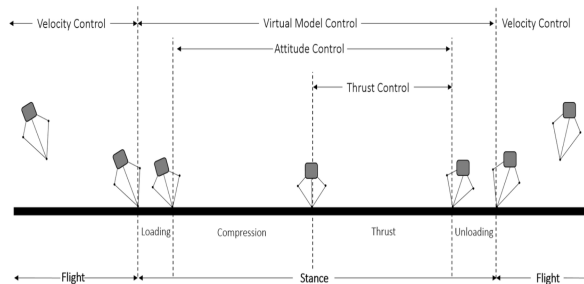 Velocity Control Virtual Model Control Velocity Control
Attitude Control
Thrust Control
Loading Compression Thrust Unloading
Flight Stance Flight